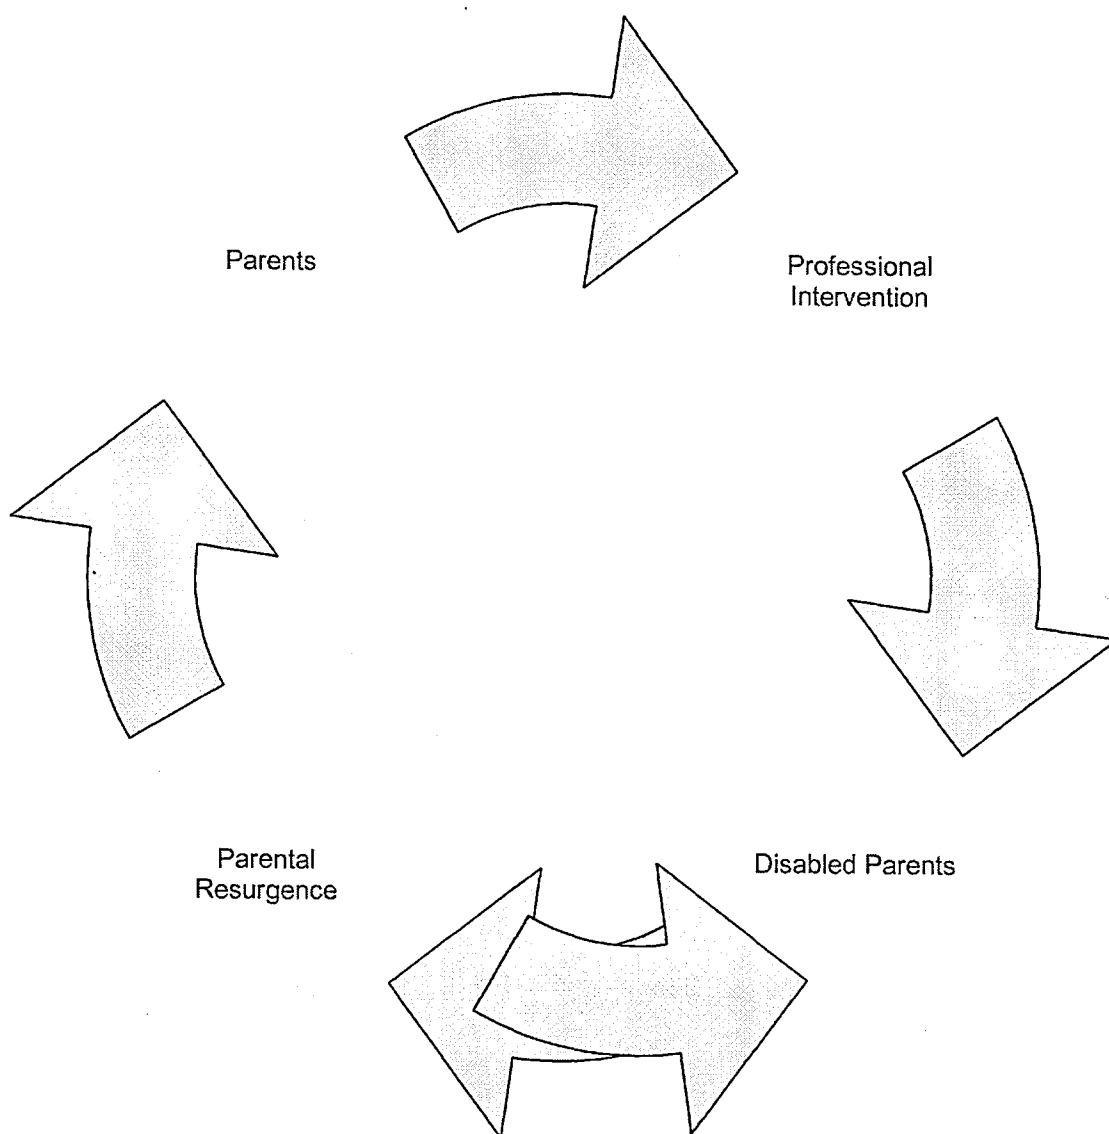 Parents
Professional
Intervention
Parental
Resurgence
Disabled Parents